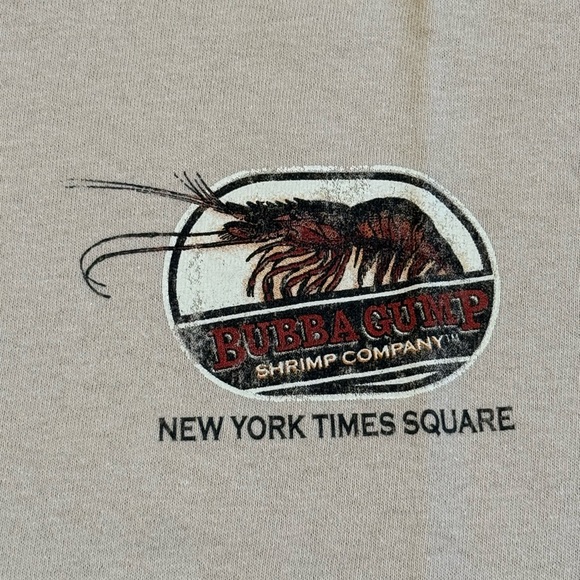 BUBBA GUMP
SHRIMP COMPANY™
NEW YORK TIMES SQUARE